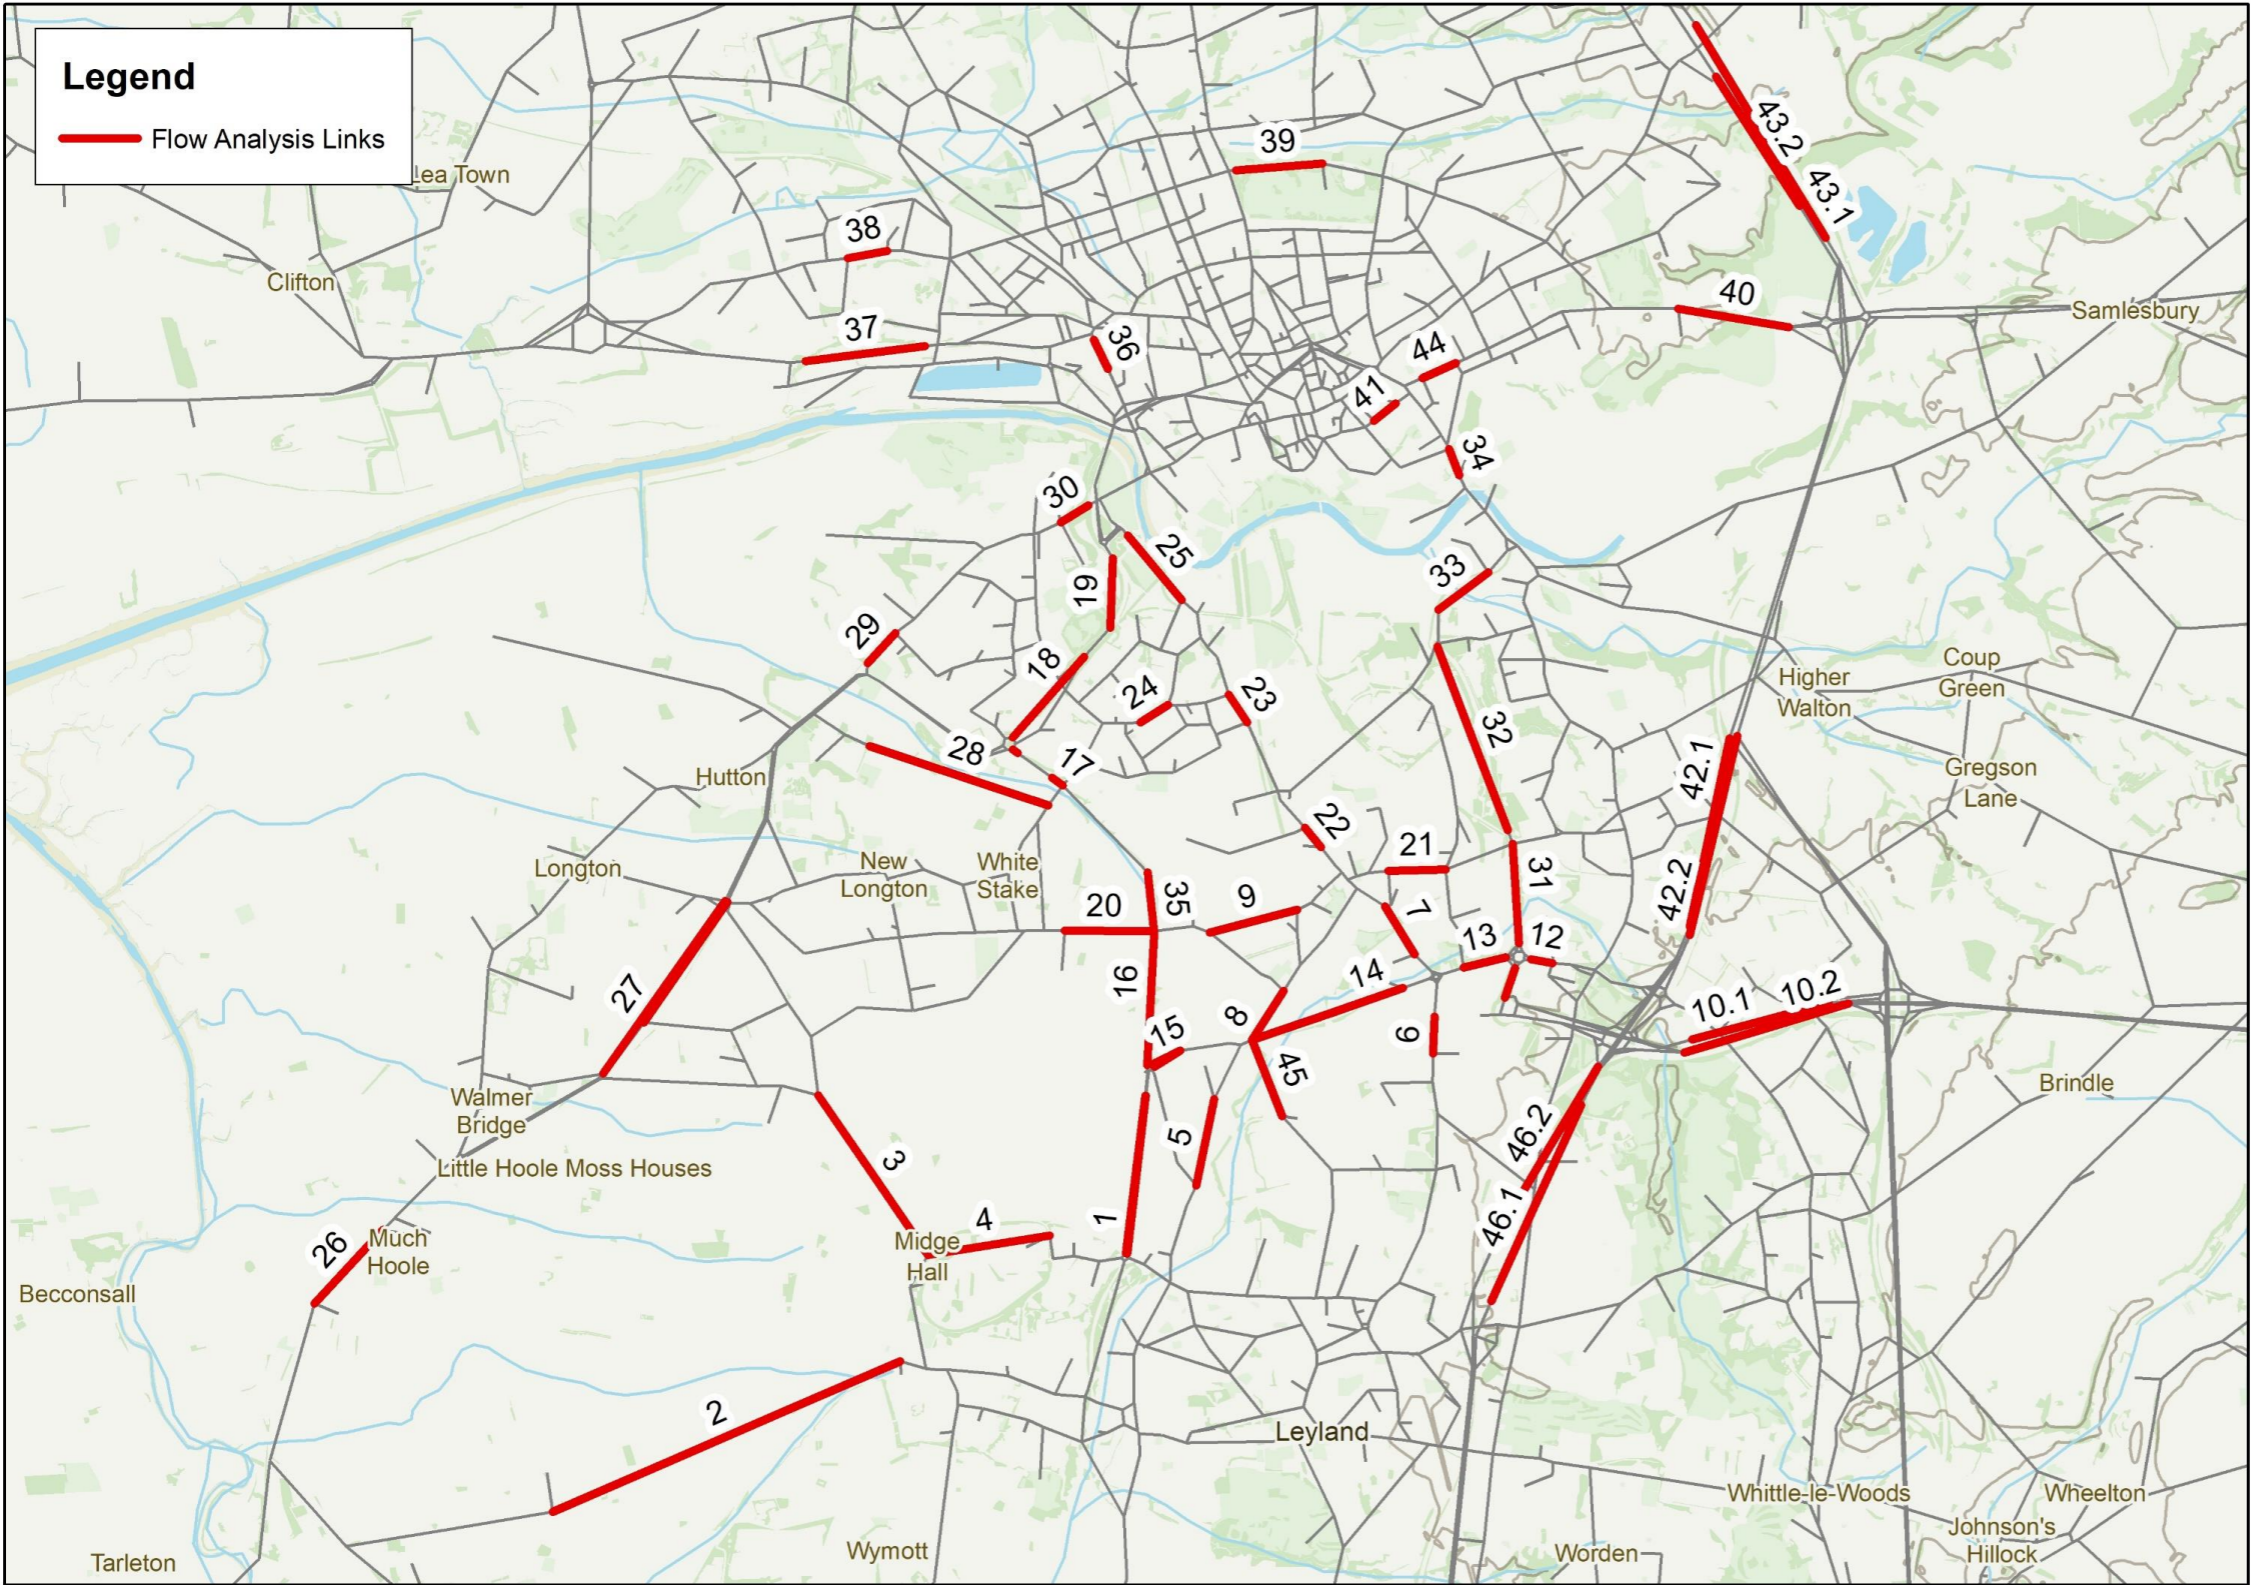 Legend
Flow Analysis Links
Lea Town
Clifton
Samlesbury
43.2
43.1
39
38
40
37
36
44
41
34
30
25
33
19
29
18
24
23
Higher
Walton
Coup
Green
32
28
17
Hutton
42.1
Gregson
Lane
22
21
31
Longton
New
Longton
White
Stake
20
35
9
7
42.2
13
12
27
16
14
10.1
10.2
15
8
6
45
Brindle
Walmer
Bridge
46.2
3
5
Little Hoole Moss Houses
46.1
4
1
26
Much
Hoole
Midge
Hall
Becconsall
2
Leyland
Whittle-le-Woods
Wheelton
Johnson's
Hillock
Tarleton
Wymott
Worden